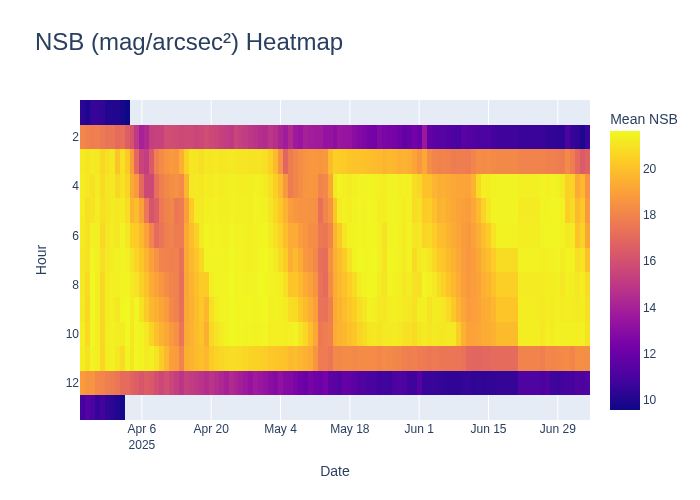 NSB (mag/arcsec²) Heatmap
Mean NSB
Hour
2
4
6
8
10
12
20
18
16
14
12
10
Apr 6
2025
Apr 20
May 4
May 18
Jun 1
Jun 15
Jun 29
Date